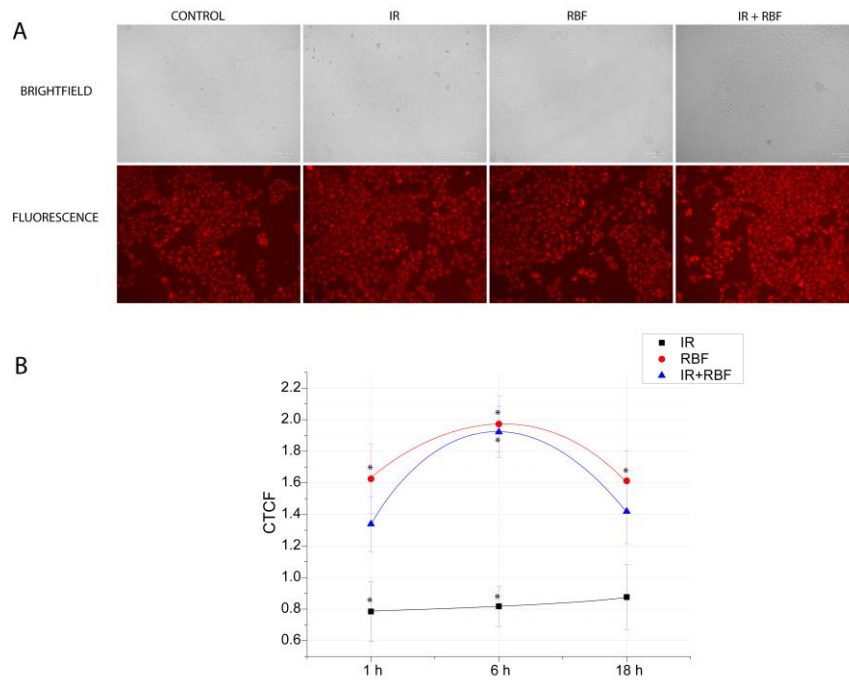 A
CONTROL IR RBF IR + RBF
BRIGHTFIELD
FLUORESCENCE
B
IR
RBF
IR+RBF
2.2
2.0
1.8
1.6
1.4
1.2
1.0
0.8
0.6
CTCF
* * * * * *
1 h 6 h 18 h